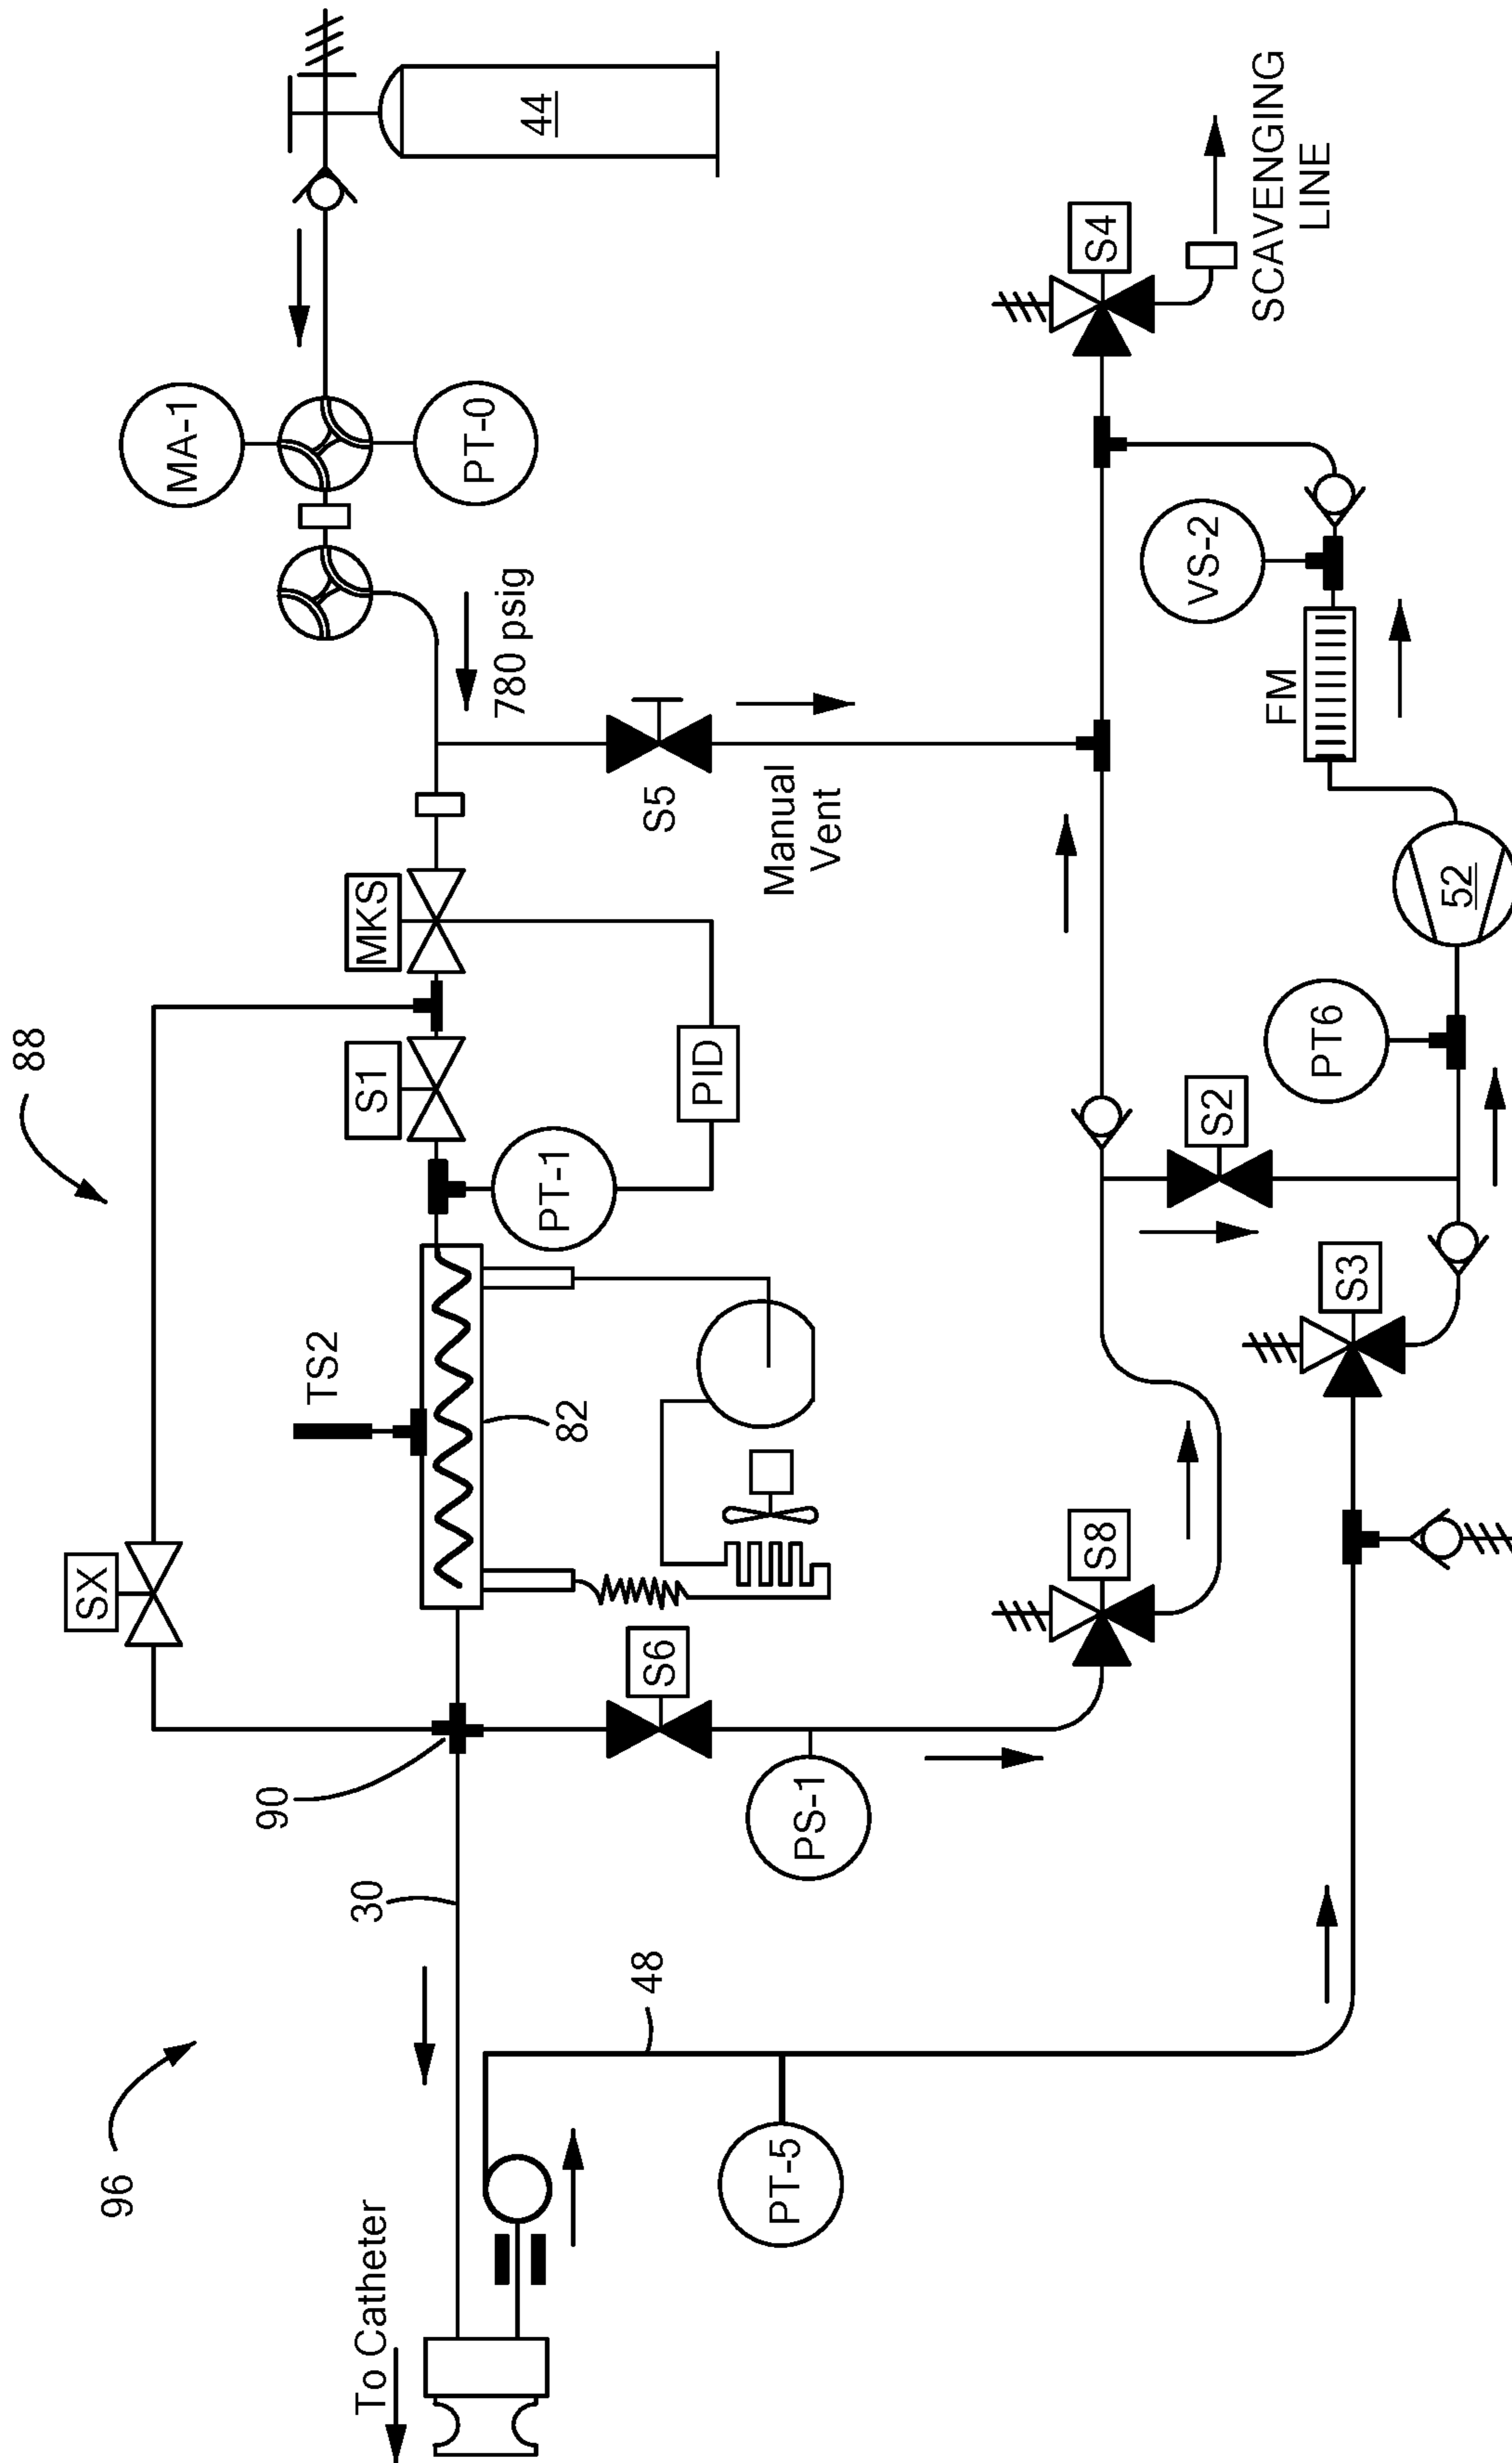 88
96
SX
MA-1
44
PT-0
780 psig
MKS
S1
TS2
PT-1
PID
82
90
30
To Catheter
S5
Manual
Vent
S6
PS-1
48
PT-5
S4
SCAVENGING
LINE
S8
S2
VS-2
FM
PT6
52
S3